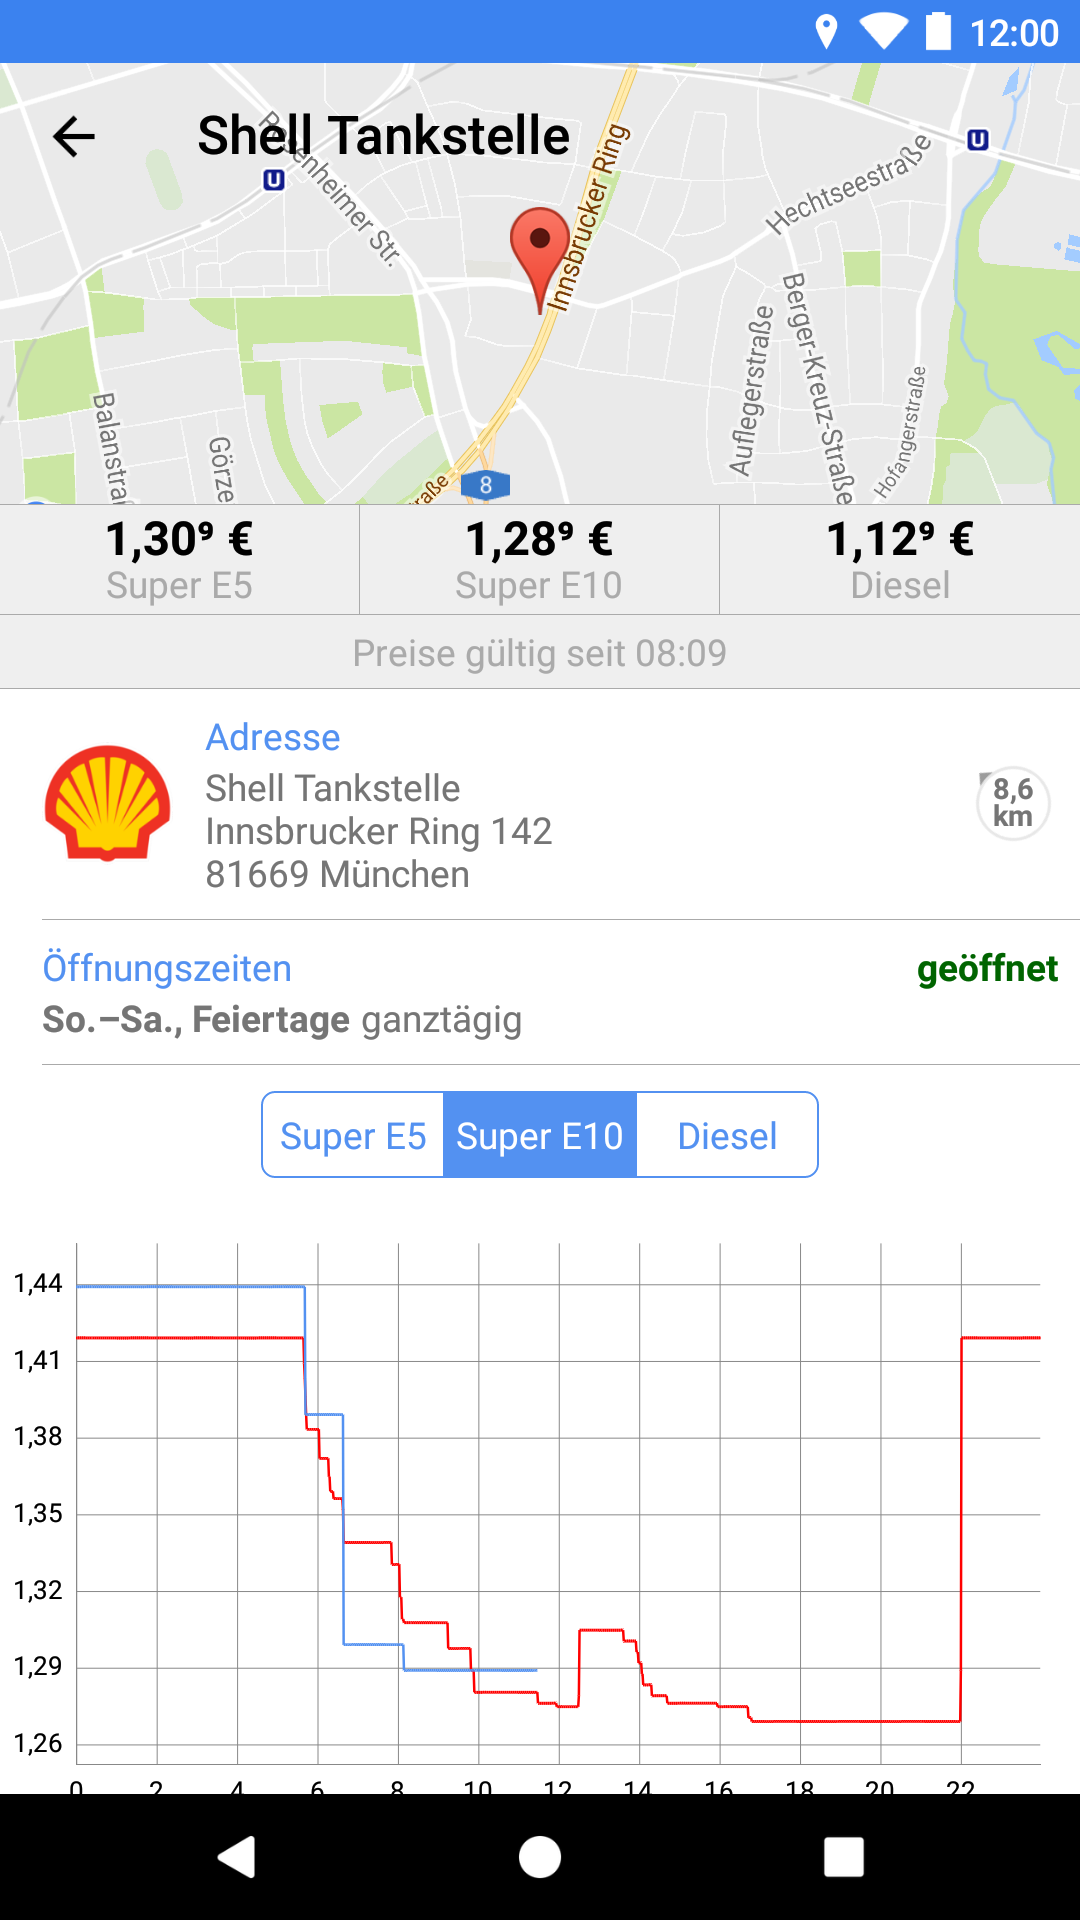 12:00
Shell Tankstelle
Rosenheimer Str.
U
U
Innsbrucker Ring
Hechtseestraße
Auflegerstraße
Berger-Kreuz-Straße
Hofangerstraße
Balanstraß
Görze
raße
8
1,30⁹ €
1,28⁹ €
1,12⁹ €
Super E5
Super E10
Diesel
Preise gültig seit 08:09
Adresse
Shell Tankstelle
Innsbrucker Ring 142
81669 München
8,6
km
Öffnungszeiten
geöffnet
So.–Sa., Feiertage ganztägig
Super E5
Super E10
Diesel
1,44
1,41
1,38
1,35
1,32
1,29
1,26
0 2 4 6 8 10 12 14 16 18 20 22